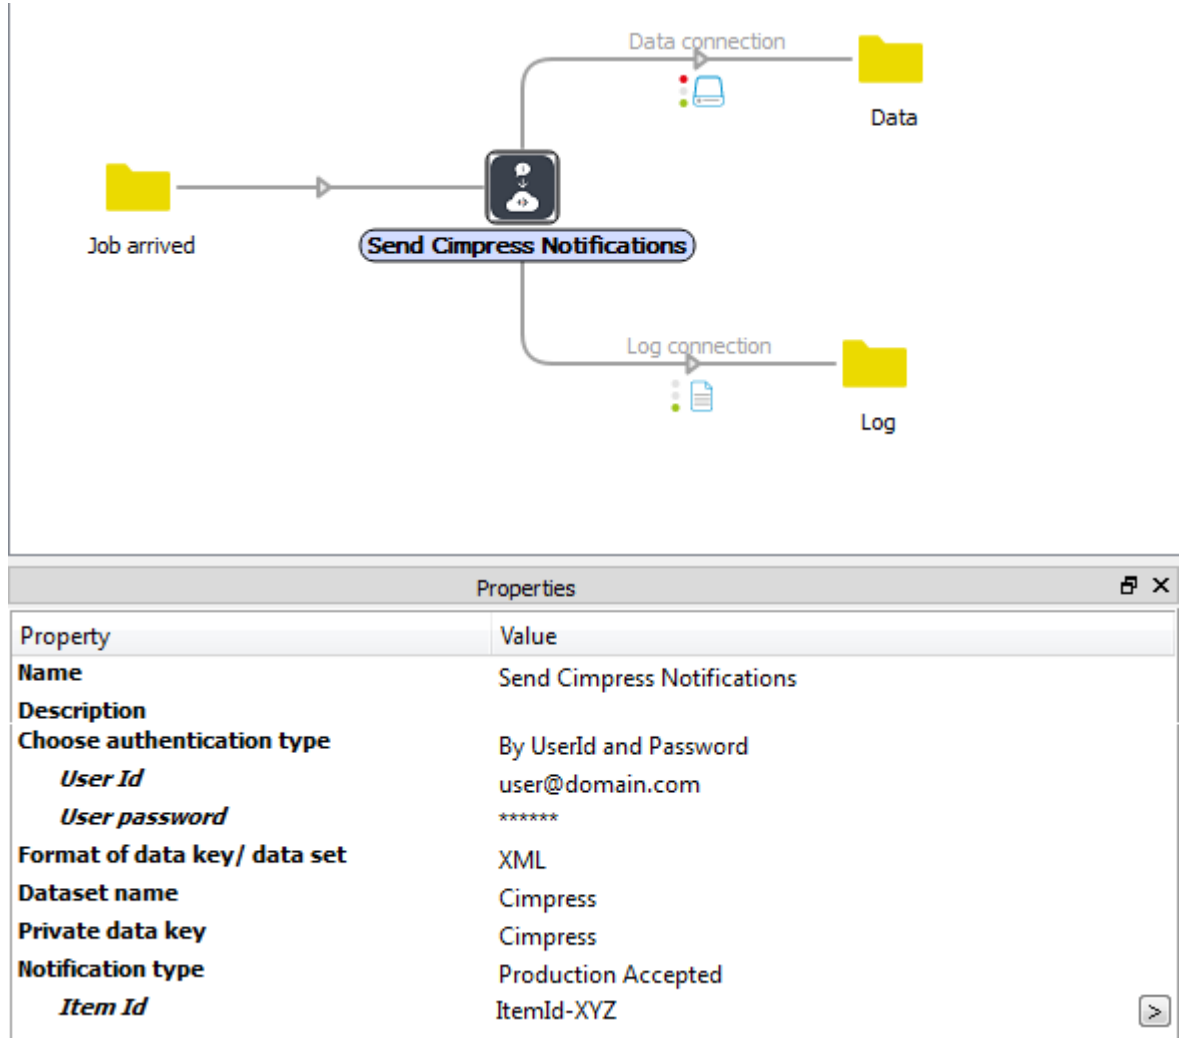 Data connection
Data
Job arrived
Send Cimpress Notifications
Log connection
Log
Properties
Property Value
Name Send Cimpress Notifications
Description
Choose authentication type By UserId and Password
User Id user@domain.com
User password ******
Format of data key/ data set XML
Dataset name Cimpress
Private data key Cimpress
Notification type Production Accepted
Item Id ItemId-XYZ >